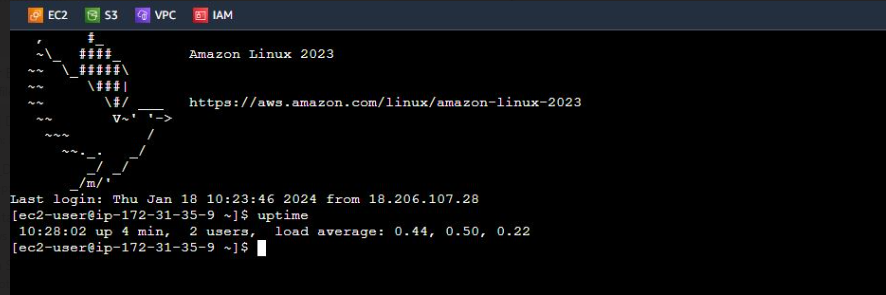 EC2 S3 VPC IAM
   ,     #_
   ~\_  ####_        Amazon Linux 2023
  ~~  \_#####\
  ~~     \###|
  ~~       \#/ ___   https://aws.amazon.com/linux/amazon-linux-2023
   ~~       V~' '->
    ~~~         /
      ~~._.   _/
         _/ _/
       _/m/'
Last login: Thu Jan 18 10:23:46 2024 from 18.206.107.28
[ec2-user@ip-172-31-35-9 ~]$ uptime
 10:28:02 up 4 min,  2 users,  load average: 0.44, 0.50, 0.22
[ec2-user@ip-172-31-35-9 ~]$